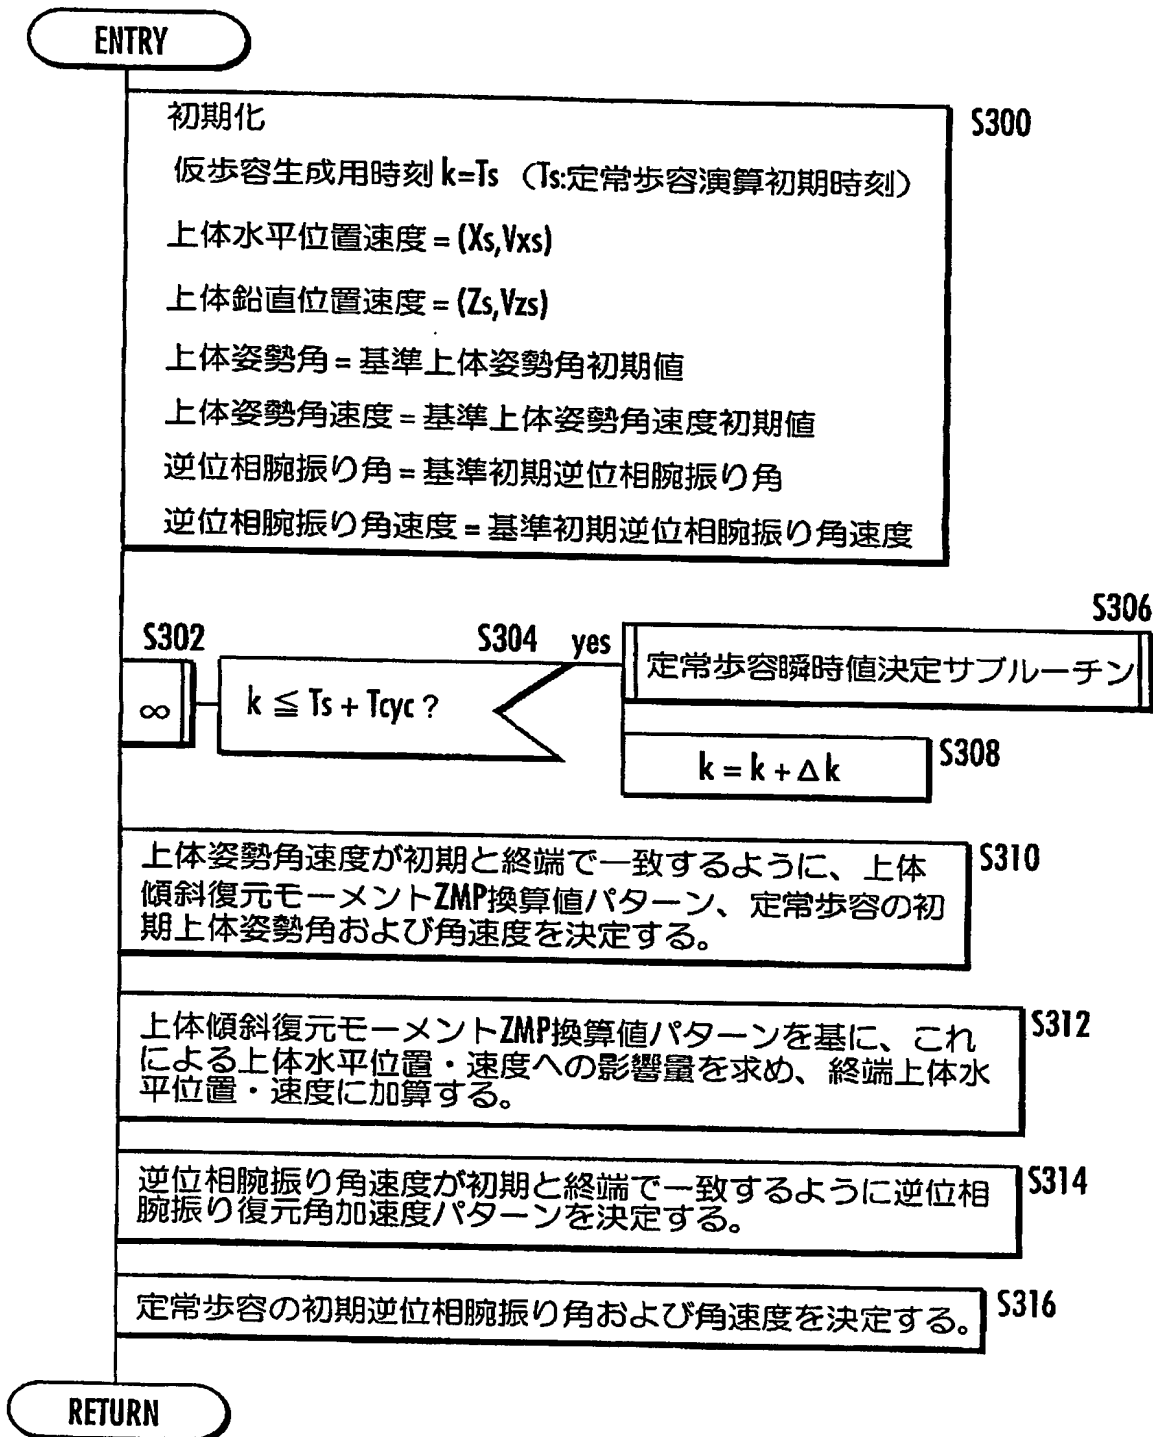 ENTRY
初期化
S300
仮歩容生成用時刻 k=Ts （Ts:定常歩容演算初期時刻）
上体水平位置速度 = (Xs,Vxs)
上体鉛直位置速度 = (Zs,Vzs)
上体姿勢角 = 基準上体姿勢角初期値
上体姿勢角速度 = 基準上体姿勢角速度初期値
逆位相腕振り角 = 基準初期逆位相腕振り角
逆位相腕振り角速度 = 基準初期逆位相腕振り角速度
S302
∞
S304
k ≦ Ts + Tcyc ?
yes
S306
定常歩容瞬時値決定サブルーチン
k = k + Δk
S308
上体姿勢角速度が初期と終端で一致するように、上体
傾斜復元モーメントZMP換算値パターン、定常歩容の初
期上体姿勢角および角速度を決定する。
S310
上体傾斜復元モーメントZMP換算値パターンを基に、これ
による上体水平位置・速度への影響量を求め、終端上体水
平位置・速度に加算する。
S312
逆位相腕振り角速度が初期と終端で一致するように逆位相
腕振り復元角加速度パターンを決定する。
S314
定常歩容の初期逆位相腕振り角および角速度を決定する。
S316
RETURN